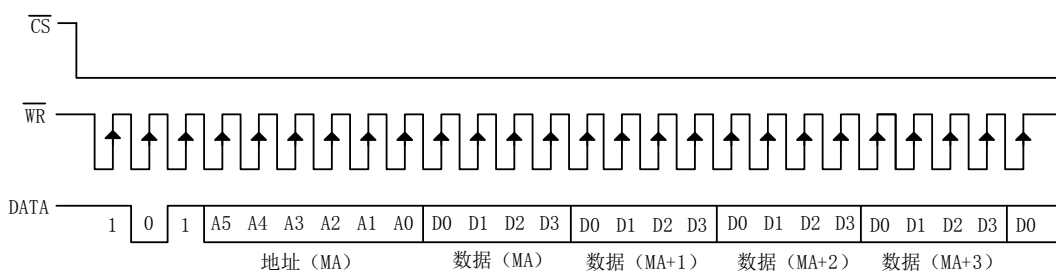 CS
WR
DATA 1 0 1 A5 A4 A3 A2 A1 A0 D0 D1 D2 D3 D0 D1 D2 D3 D0 D1 D2 D3 D0 D1 D2 D3 D0
地址（MA） 数据（MA） 数据（MA+1） 数据（MA+2） 数据（MA+3）